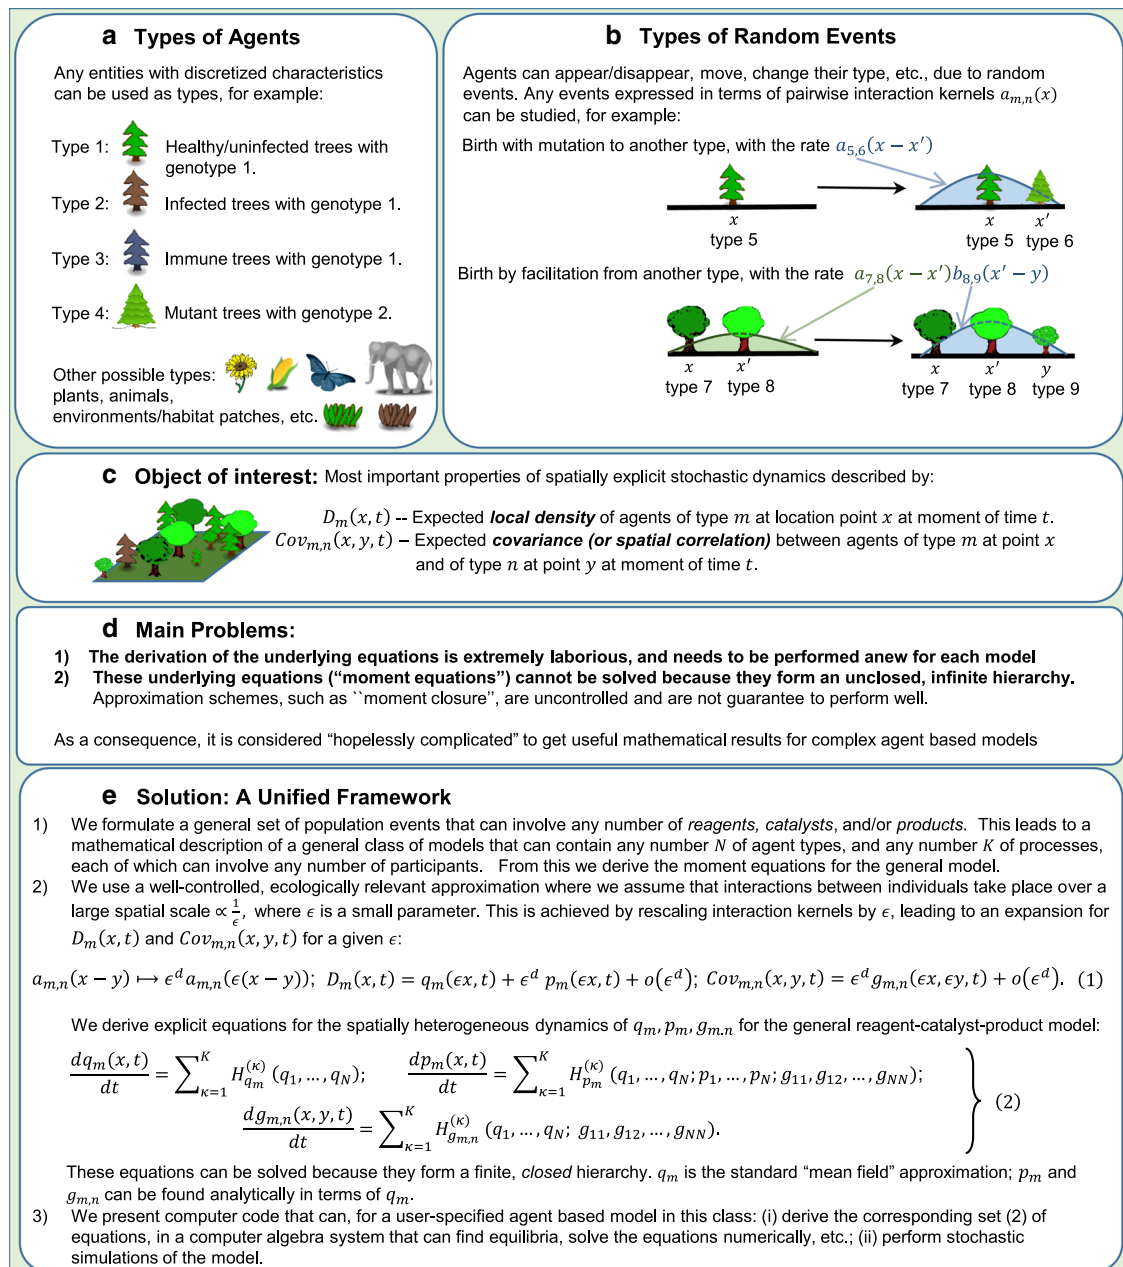 a Types of Agents
Any entities with discretized characteristics
can be used as types, for example:
Type 1: Healthy/uninfected trees with
genotype 1.
Type 2: Infected trees with genotype 1.
Type 3: Immune trees with genotype 1.
Type 4: Mutant trees with genotype 2.
Other possible types:
plants, animals,
environments/habitat patches, etc.
b Types of Random Events
Agents can appear/disappear, move, change their type, etc., due to random
events. Any events expressed in terms of pairwise interaction kernels a_{m,n}(x)
can be studied, for example:
Birth with mutation to another type, with the rate a_{5,6}(x − x′)
x x x′
type 5 type 5 type 6
Birth by facilitation from another type, with the rate a_{7,8}(x − x′)b_{8,9}(x′ − y)
x x′ x x′ y
type 7 type 8 type 7 type 8 type 9
c Object of interest: Most important properties of spatially explicit stochastic dynamics described by:
D_m(x, t) -- Expected local density of agents of type m at location point x at moment of time t.
Cov_{m,n}(x, y, t) – Expected covariance (or spatial correlation) between agents of type m at point x
and of type n at point y at moment of time t.
d Main Problems:
1) The derivation of the underlying equations is extremely laborious, and needs to be performed anew for each model
2) These underlying equations (“moment equations”) cannot be solved because they form an unclosed, infinite hierarchy.
Approximation schemes, such as ``moment closure’’, are uncontrolled and are not guarantee to perform well.
As a consequence, it is considered “hopelessly complicated” to get useful mathematical results for complex agent based models
e Solution: A Unified Framework
1) We formulate a general set of population events that can involve any number of reagents, catalysts, and/or products. This leads to a
mathematical description of a general class of models that can contain any number N of agent types, and any number K of processes,
each of which can involve any number of participants. From this we derive the moment equations for the general model.
2) We use a well-controlled, ecologically relevant approximation where we assume that interactions between individuals take place over a
large spatial scale ∝ 1/ϵ, where ϵ is a small parameter. This is achieved by rescaling interaction kernels by ϵ, leading to an expansion for
D_m(x, t) and Cov_{m,n}(x, y, t) for a given ϵ:
a_{m,n}(x − y) ↦ ϵ^d a_{m,n}(ϵ(x − y)); D_m(x, t) = q_m(ϵx, t) + ϵ^d p_m(ϵx, t) + o(ϵ^d); Cov_{m,n}(x, y, t) = ϵ^d g_{m,n}(ϵx, ϵy, t) + o(ϵ^d). (1)
We derive explicit equations for the spatially heterogeneous dynamics of q_m, p_m, g_{m.n} for the general reagent-catalyst-product model:
dq_m(x, t)/dt = ∑_{κ=1}^{K} H_{q_m}^{(κ)} (q_1, … , q_N); dp_m(x, t)/dt = ∑_{κ=1}^{K} H_{p_m}^{(κ)} (q_1, … , q_N; p_1, … , p_N; g_{11}, g_{12}, … , g_{NN});
dg_{m,n}(x, y, t)/dt = ∑_{κ=1}^{K} H_{g_{m,n}}^{(κ)} (q_1, … , q_N; g_{11}, g_{12}, … , g_{NN}). (2)
These equations can be solved because they form a finite, closed hierarchy. q_m is the standard “mean field” approximation; p_m and
g_{m,n} can be found analytically in terms of q_m.
3) We present computer code that can, for a user-specified agent based model in this class: (i) derive the corresponding set (2) of
equations, in a computer algebra system that can find equilibria, solve the equations numerically, etc.; (ii) perform stochastic
simulations of the model.